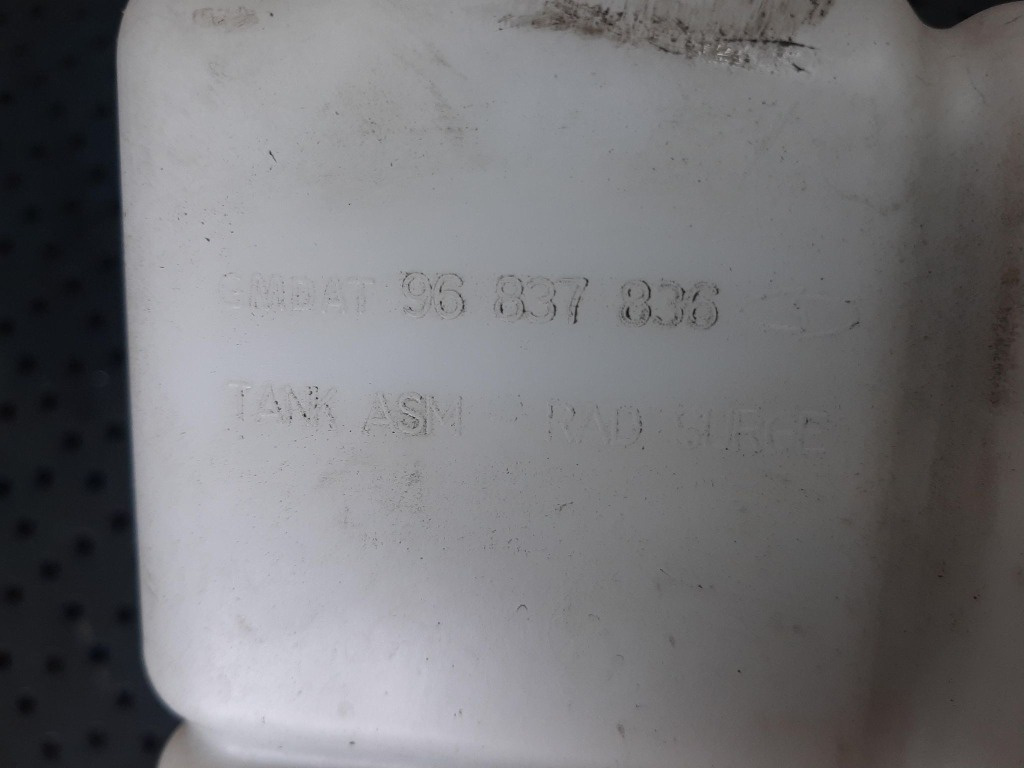 GMDAT 96 837 836
TANK ASM - RAD SURGE